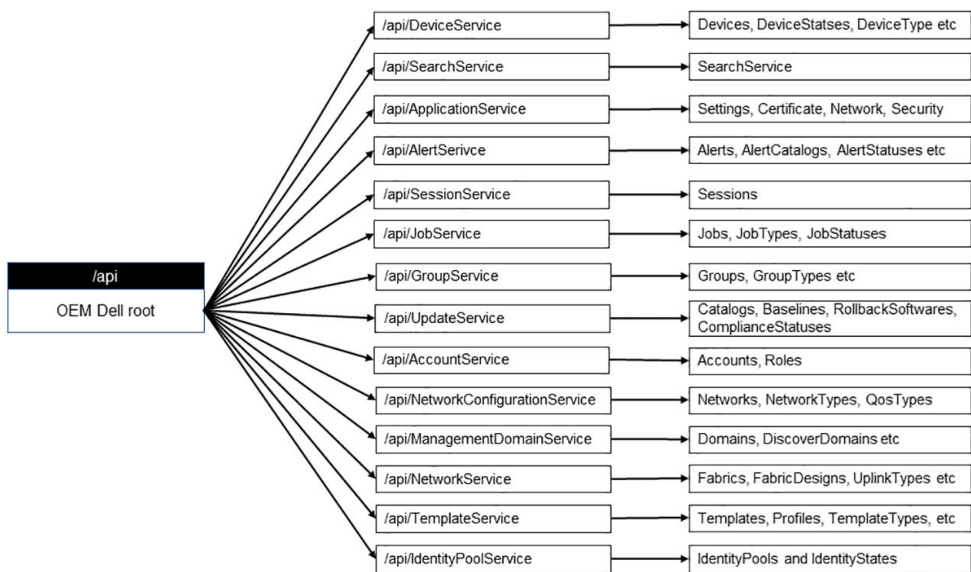 /api/DeviceService
Devices, DeviceStatses, DeviceType etc
/api/SearchService
SearchService
/api/ApplicationService
Settings, Certificate, Network, Security
/api/AlertSerivce
Alerts, AlertCatalogs, AlertStatuses etc
/api/SessionService
Sessions
/api/JobService
Jobs, JobTypes, JobStatuses
/api
OEM Dell root
/api/GroupService
Groups, GroupTypes etc
/api/UpdateService
Catalogs, Baselines, RollbackSoftwares,
ComplianceStatuses
/api/AccountService
Accounts, Roles
/api/NetworkConfigurationService
Networks, NetworkTypes, QosTypes
/api/ManagementDomainService
Domains, DiscoverDomains etc
/api/NetworkService
Fabrics, FabricDesigns, UplinkTypes etc
/api/TemplateService
Templates, Profiles, TemplateTypes, etc
/api/IdentityPoolService
IdentityPools and IdentityStates